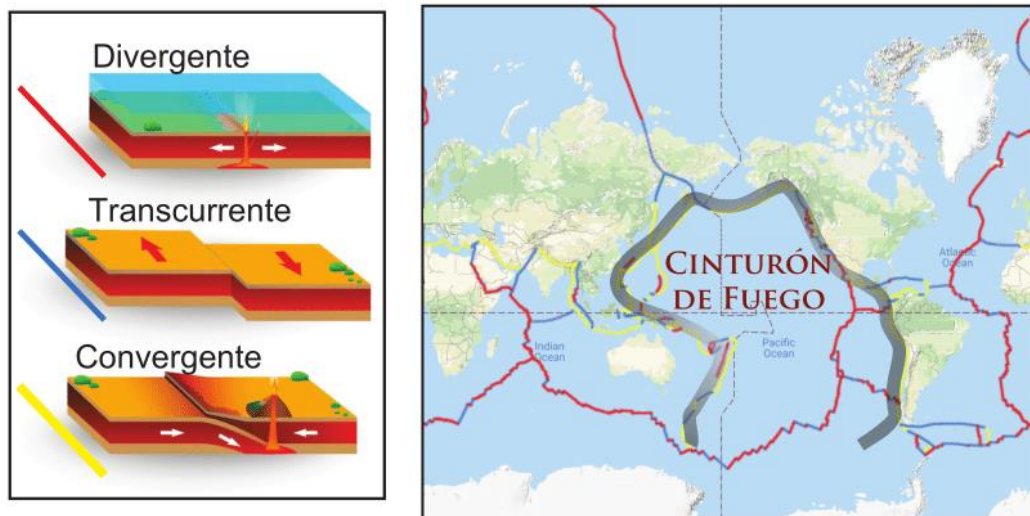 Divergente
Transcurrente
Convergente
CINTURÓN
DE FUEGO
Atlantic
Ocean
Indian
Ocean
Pacific
Ocean